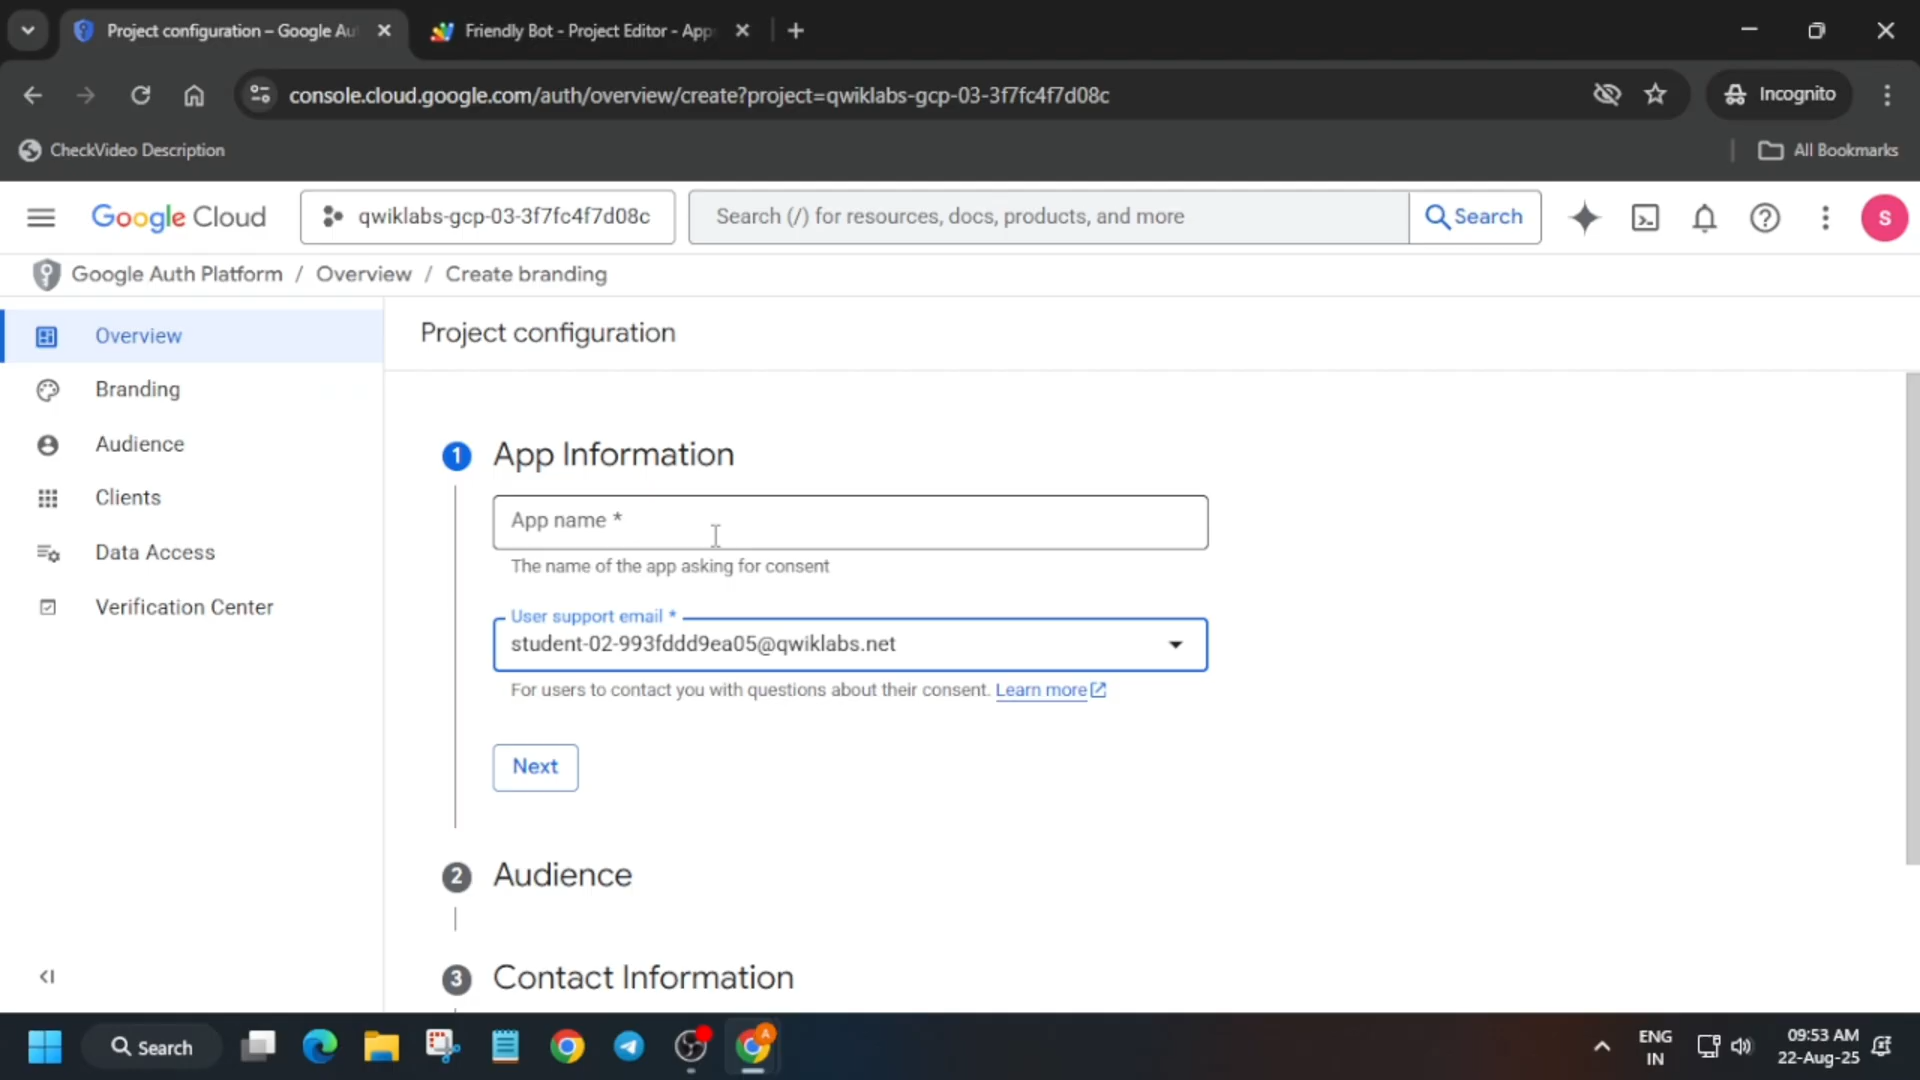 Project configuration – Google Au
Friendly Bot - Project Editor - App
console.cloud.google.com/auth/overview/create?project=qwiklabs-gcp-03-3f7fc4f7d08c
Incognito
CheckVideo Description
All Bookmarks
Google Cloud
qwiklabs-gcp-03-3f7fc4f7d08c
Search (/) for resources, docs, products, and more
Search
S
Google Auth Platform / Overview / Create branding
Overview
Branding
Audience
Clients
Data Access
Verification Center
Project configuration
1 App Information
App name *
The name of the app asking for consent
User support email *
student-02-993fddd9ea05@qwiklabs.net
For users to contact you with questions about their consent. Learn more
Next
2 Audience
3 Contact Information
Search
A
ENG
IN
09:53 AM
22-Aug-25